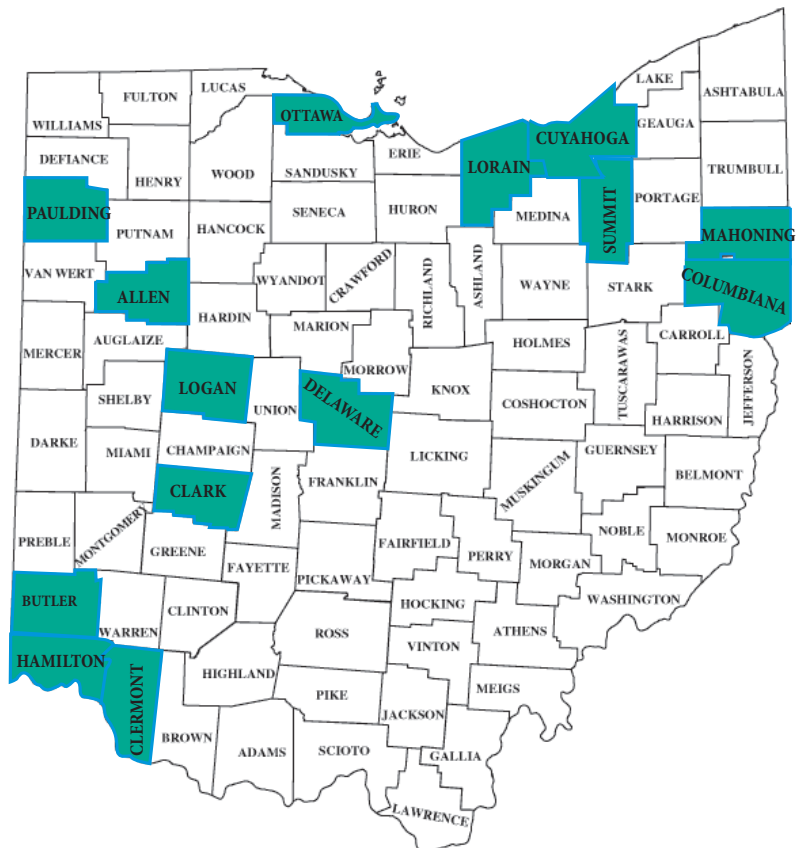 LAKE
ASHTABULA
LUCAS
FULTON
OTTAWA
GEAUGA
WILLIAMS
CUYAHOGA
ERIE
DEFIANCE
LORAIN
TRUMBULL
WOOD
SANDUSKY
HENRY
PORTAGE
PAULDING
SENECA
HURON
MEDINA
SUMMIT
HANCOCK
PUTNAM
MAHONING
VAN WERT
WYANDOT
CRAWFORD
RICHLAND
ASHLAND
WAYNE
STARK
COLUMBIANA
ALLEN
HARDIN
MARION
CARROLL
AUGLAIZE
HOLMES
MERCER
MORROW
TUSCARAWAS
JEFFERSON
LOGAN
KNOX
SHELBY
UNION
DELAWARE
COSHOCTON
HARRISON
DARKE
MIAMI
CHAMPAIGN
LICKING
GUERNSEY
BELMONT
CLARK
MADISON
FRANKLIN
MUSKINGUM
PREBLE
MONTGOMERY
NOBLE
MONROE
GREENE
FAIRFIELD
PERRY
MORGAN
FAYETTE
PICKAWAY
BUTLER
CLINTON
HOCKING
WASHINGTON
WARREN
ROSS
ATHENS
VINTON
HAMILTON
HIGHLAND
CLERMONT
PIKE
MEIGS
JACKSON
BROWN
ADAMS
SCIOTO
GALLIA
LAWRENCE